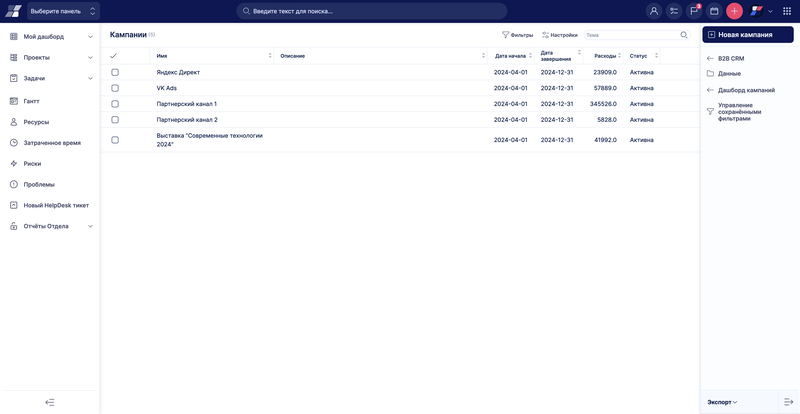 Выберите панель
Введите текст для поиска...
Мой дашборд
Проекты
Задачи
Гантт
Ресурсы
Затраченное время
Риски
Проблемы
Новый HelpDesk тикет
Отчёты Отдела
Кампании (5)
Фильтры
Настройки
Тема
Имя
Описание
Дата начала
Дата
завершения
Расходы
Статус
Яндекс Директ 2024-04-01 2024-12-31 23909.0 Активна
VK Ads 2024-04-01 2024-12-31 57889.0 Активна
Партнерский канал 1 2024-04-01 2024-12-31 345526.0 Активна
Партнерский канал 2 2024-04-01 2024-12-31 5828.0 Активна
Выставка "Современные технологии
2024" 2024-04-01 2024-12-31 41992.0 Активна
Новая кампания
B2B CRM
Данные
Дашборд кампаний
Управление
сохранёнными
фильтрами
Экспорт